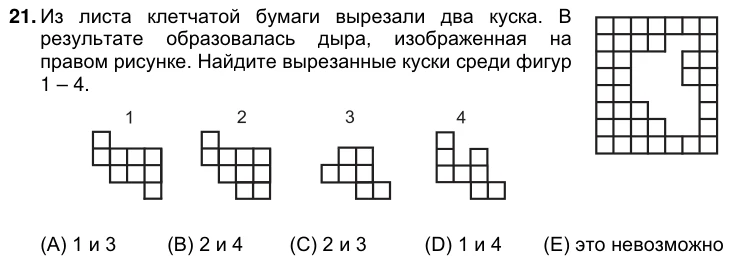 21. Из листа клетчатой бумаги вырезали два куска. В
результате образовалась дыра, изображенная на
правом рисунке. Найдите вырезанные куски среди фигур
1 – 4.
1 2 3 4
(A) 1 и 3 (B) 2 и 4 (C) 2 и 3 (D) 1 и 4 (E) это невозможно